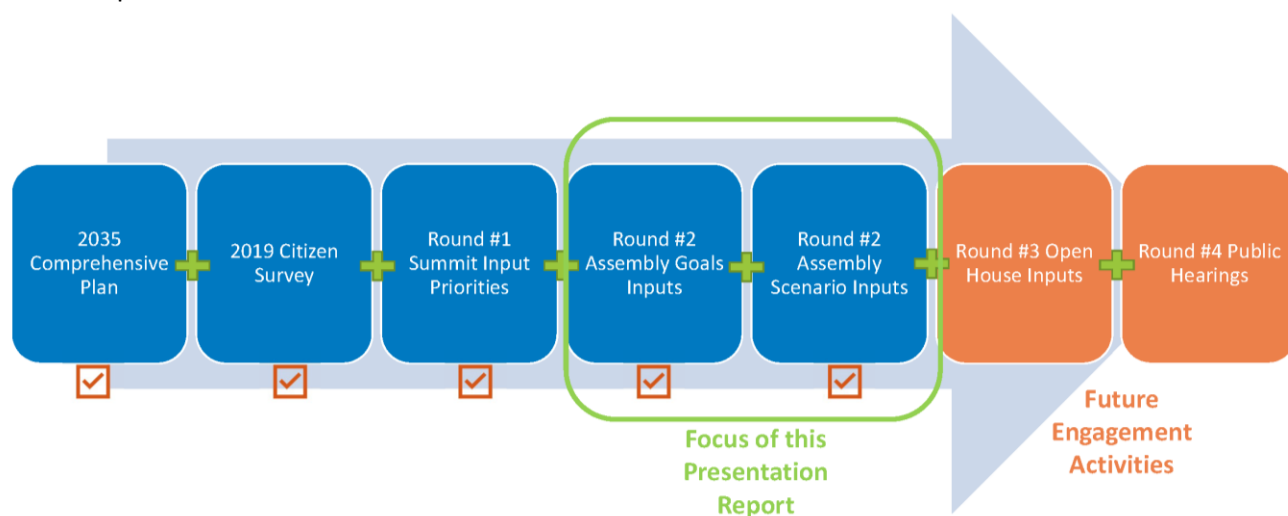 2035
Comprehensive
Plan
2019 Citizen
Survey
Round #1
Summit Input
Priorities
Round #2
Assembly Goals
Inputs
Round #2
Assembly
Scenario Inputs
Round #3 Open
House Inputs
Round #4 Public
Hearings
Focus of this
Presentation
Report
Future
Engagement
Activities